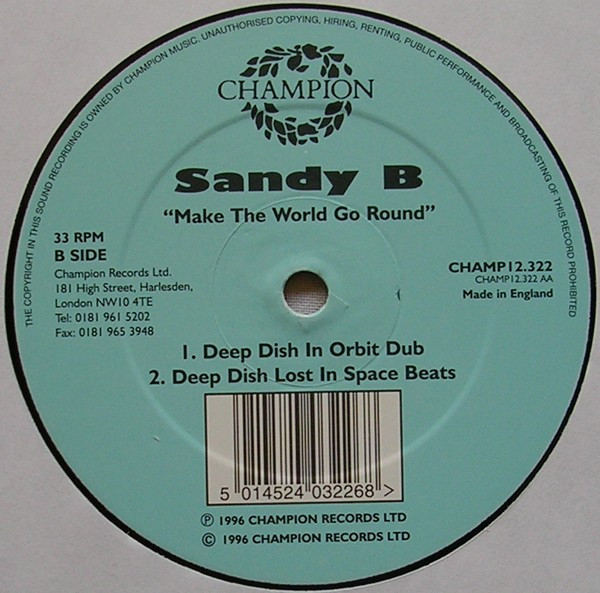 THE COPYRIGHT IN THIS SOUND RECORDING IS OWNED BY CHAMPION MUSIC. UNAUTHORISED COPYING, HIRING, RENTING, PUBLIC PERFORMANCE AND BROADCASTING OF THIS RECORD PROHIBITED
CHAMPION
Sandy B
“Make The World Go Round”
33 RPM
B SIDE
Champion Records Ltd.
181 High Street, Harlesden,
London NW10 4TE
Tel: 0181 961 5202
Fax: 0181 965 3948
CHAMP12.322
CHAMP12.322 AA
Made in England
1. Deep Dish In Orbit Dub
2. Deep Dish Lost In Space Beats
5 014524 032268 >
℗ 1996 CHAMPION RECORDS LTD
© 1996 CHAMPION RECORDS LTD